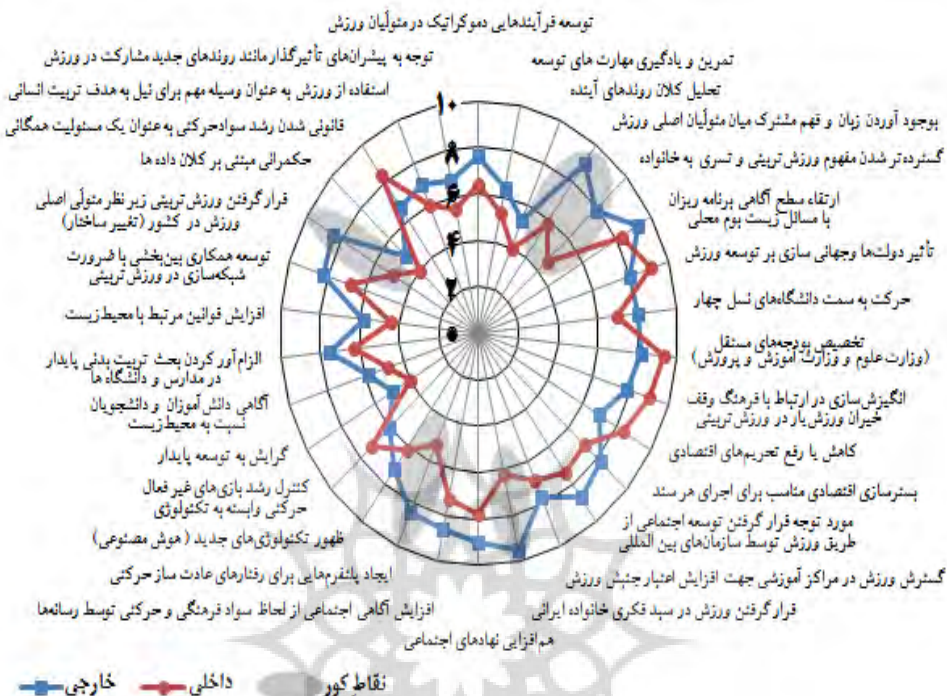 توسعه فرآیندهایی دموکراتیک در متولّیان ورزش
تمرین و یادگیری مهارت های توسعه
تحلیل کلان روندهای آینده
بوجود آوردن زبان و فهم مشترک میان متولّیان اصلی ورزش
گسترده‌تر شدن مفهوم ورزش تربیتی و تسری به خانواده
ارتقاء سطح آگاهی برنامه ریزان
با مسائل زیست بوم محلی
تأثیر دولت‌ها وجهانی سازی بر توسعه ورزش
حرکت به سمت دانشگاه‌های نسل چهار
تخصیص بودجه‌های مستقل
(وزارت علوم و وزارت آموزش و پرورش)
انگیزش‌سازی در ارتباط با فرهنگ وقف
خیران ورزش‌یار در ورزش تربیتی
کاهش یا رفع تحریم‌های اقتصادی
بسترسازی اقتصادی مناسب برای اجرای هر سند
مورد توجه قرار گرفتن توسعه اجتماعی از
طریق ورزش توسط سازمان‌های بین المللی
گسترش ورزش در مراکز آموزشی جهت افزایش اعتبار جنبش ورزش
قرار گرفتن ورزش در سبد فکری خانواده ایرانی
هم‌افزایی نهادهای اجتماعی
افزایش آگاهی اجتماعی از لحاظ سواد فرهنگی و حرکتی توسط رسانه‌ها
ایجاد پلتفرم‌هایی برای رفتارهای عادت ساز حرکتی
ظهور تکنولوژی‌های جدید (هوش مصنوعی)
کنترل رشد بازی‌های غیر فعال
حرکتی وابسته به تکنولوژی
گرایش به توسعه پایدار
آگاهی دانش‌آموزان و دانشجویان
نسبت به محیط‌زیست
الزام‌آور کردن بحث تربیت بدنی پایدار
در مدارس و دانشگاه ها
افزایش قوانین مرتبط با محیط‌زیست
توسعه همکاری بین‌بخشی با ضرورت
شبکه‌سازی در ورزش تربیتی
قرار گرفتن ورزش تربیتی زیر نظر متولّی اصلی
ورزش در کشور (تغییر ساختار)
حکمرانی مبتنی بر کلان داده ها
قانونی شدن رشد سوادحرکتی به عنوان یک مسئولیت همگانی
استفاده از ورزش به عنوان وسیله مهم برای نیل به هدف تربیت انسانی
توجه به پیشران‌های تأثیرگذار مانند روندهای جدید مشارکت در ورزش
۱۰
۸
۶
۴
۲
۰
نقاط کور
داخلی
خارجی